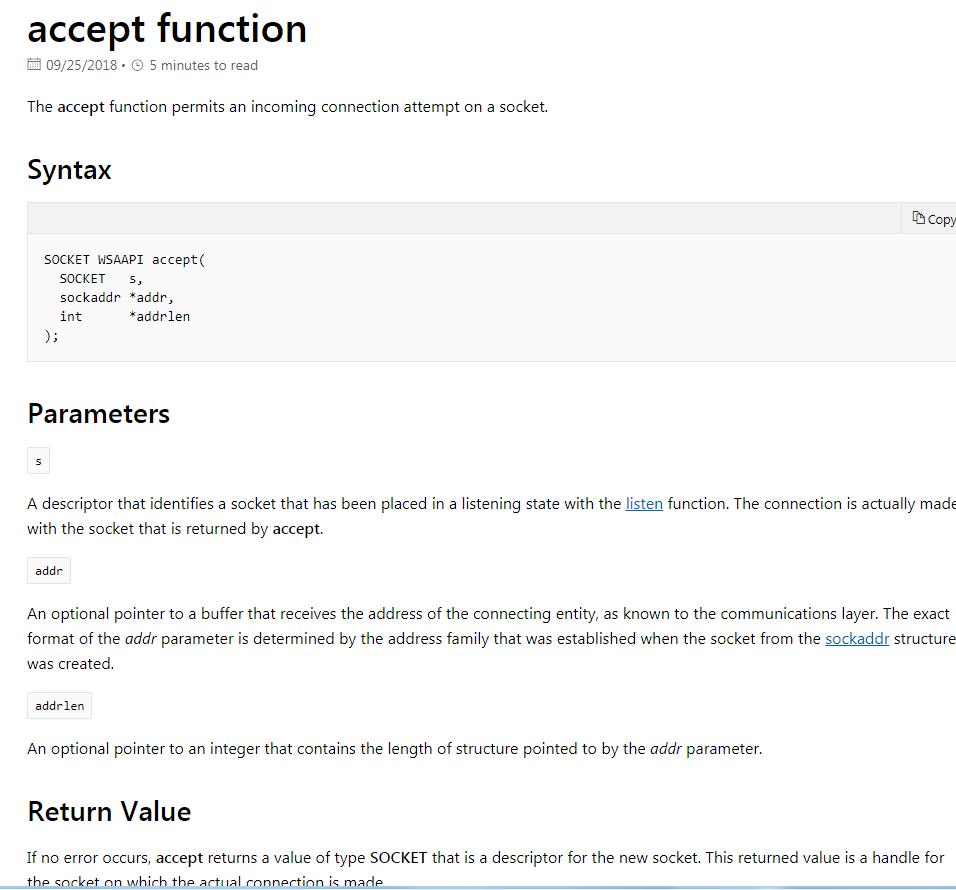 accept function
09/25/2018 • 5 minutes to read
The accept function permits an incoming connection attempt on a socket.
Syntax
Copy
SOCKET WSAAPI accept(
  SOCKET   s,
  sockaddr *addr,
  int      *addrlen
);
Parameters
s
A descriptor that identifies a socket that has been placed in a listening state with the listen function. The connection is actually made
with the socket that is returned by accept.
addr
An optional pointer to a buffer that receives the address of the connecting entity, as known to the communications layer. The exact
format of the addr parameter is determined by the address family that was established when the socket from the sockaddr structure
was created.
addrlen
An optional pointer to an integer that contains the length of structure pointed to by the addr parameter.
Return Value
If no error occurs, accept returns a value of type SOCKET that is a descriptor for the new socket. This returned value is a handle for
the socket on which the actual connection is made.